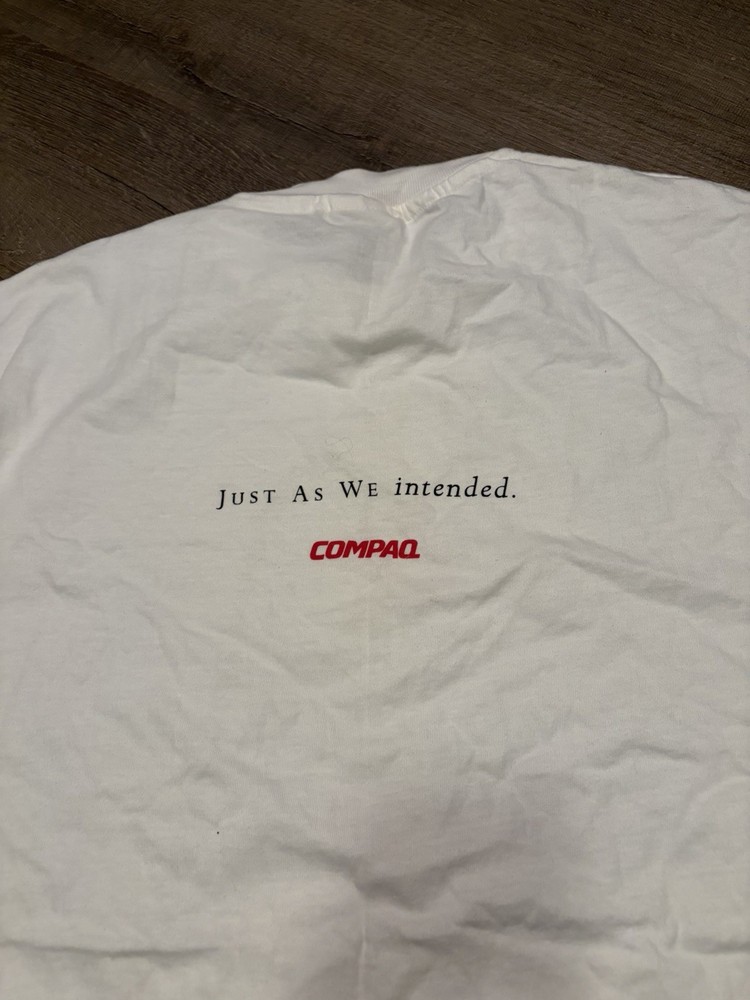 JUST AS WE intended.
COMPAQ